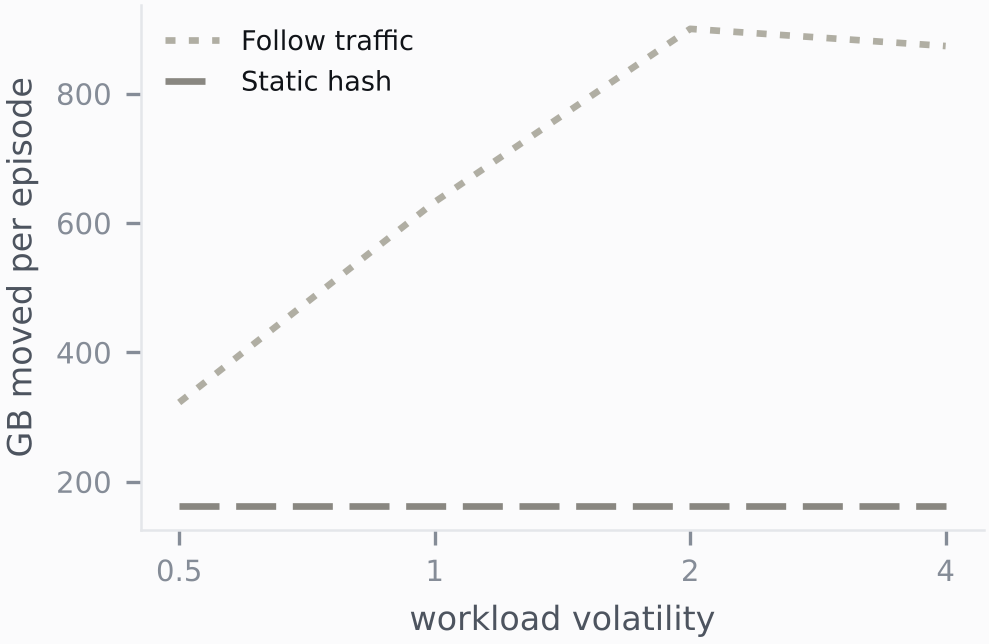 Follow traffic
Static hash
GB moved per episode
800
600
400
200
0.5 1 2 4
workload volatility